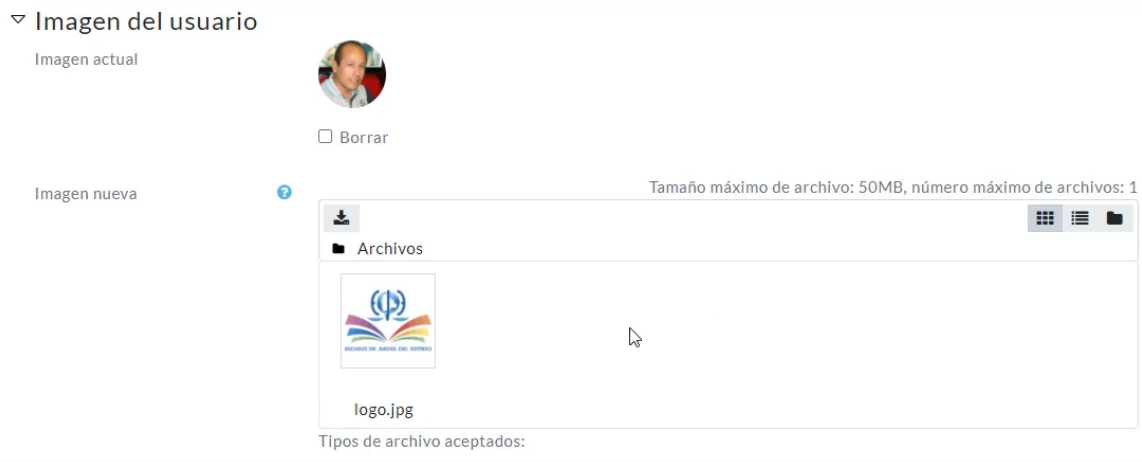 Imagen del usuario
Imagen actual
Borrar
Imagen nueva
Tamaño máximo de archivo: 50MB, número máximo de archivos: 1
Archivos
logo.jpg
Tipos de archivo aceptados: